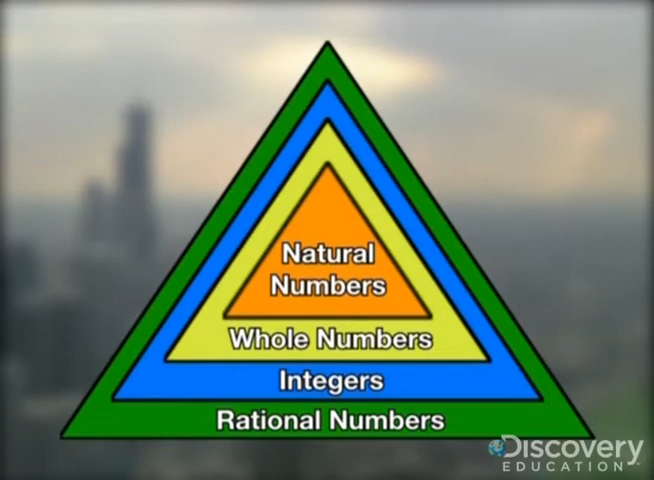 Natural
Numbers
Whole Numbers
Integers
Rational Numbers
Discovery
EDUCATION